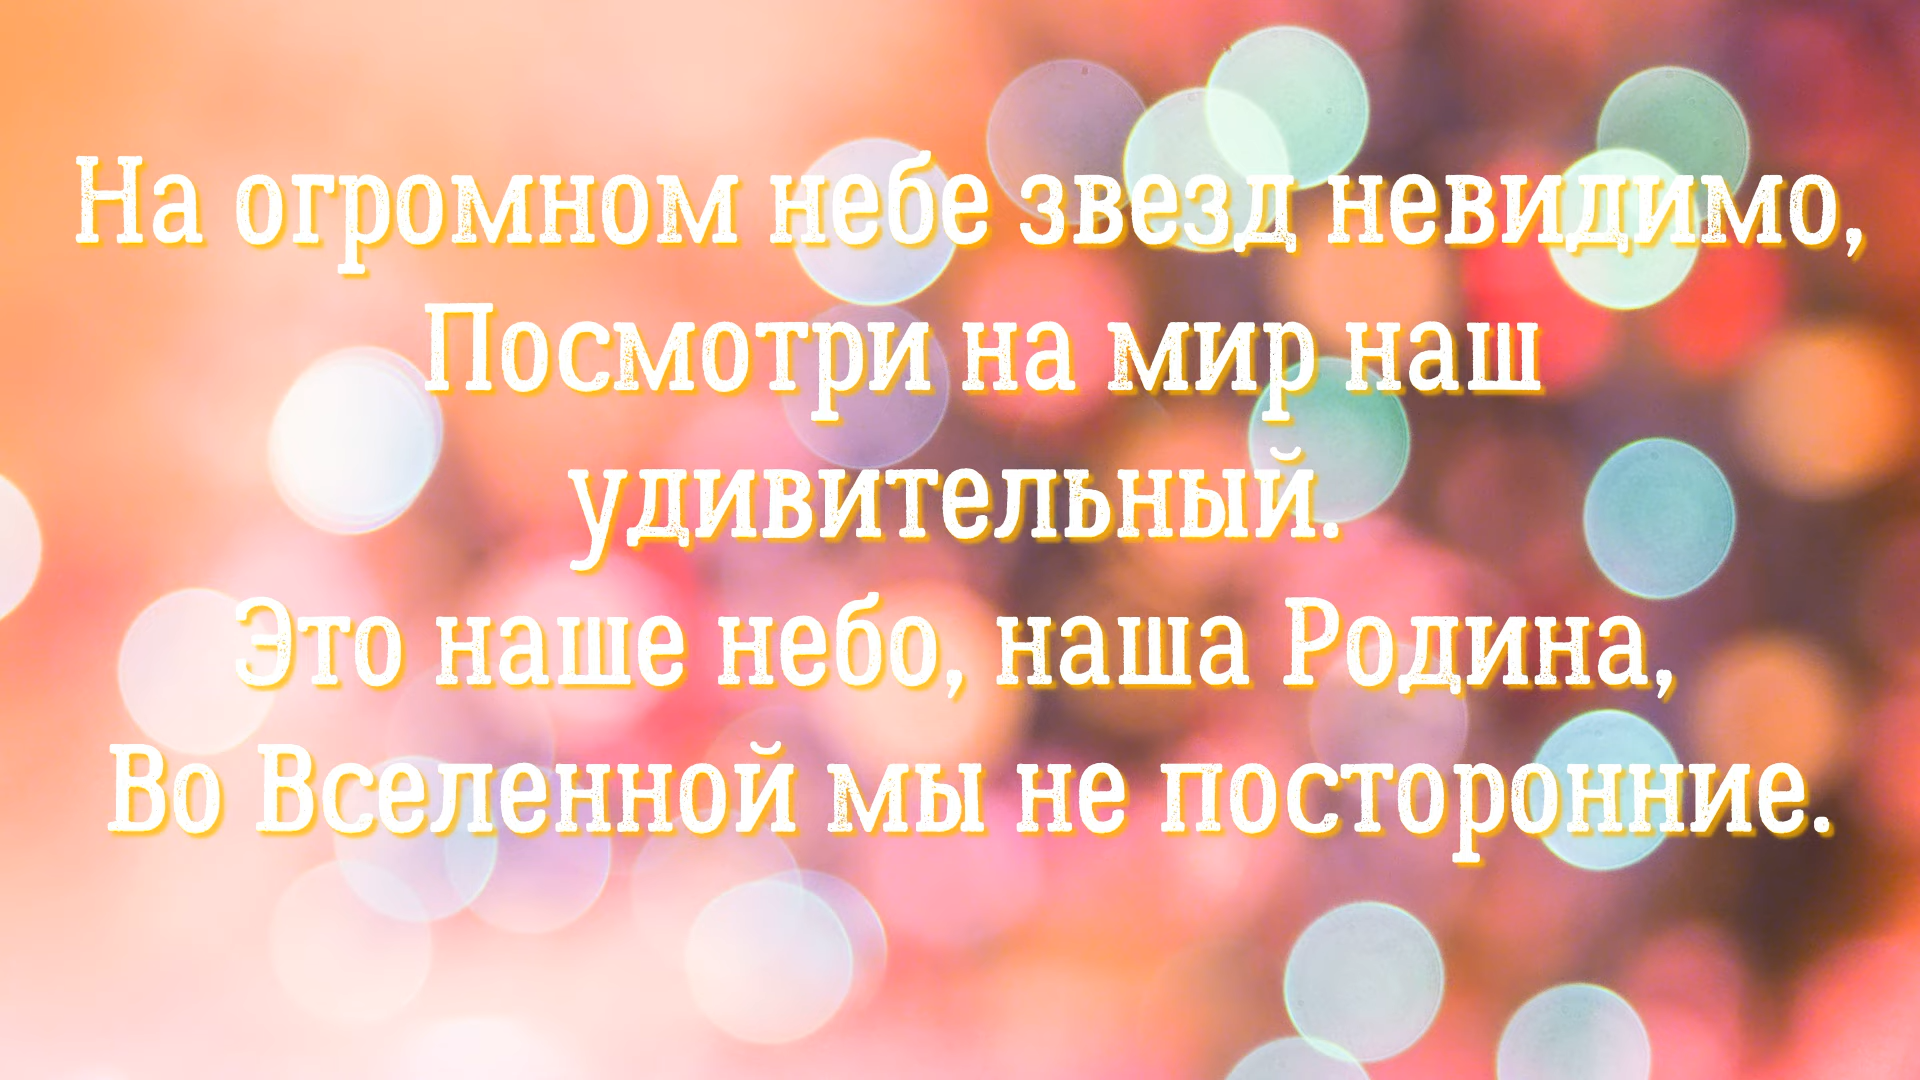 На огромном небе звезд невидимо,
Посмотри на мир наш
удивительный.
Это наше небо, наша Родина,
Во Вселенной мы не посторонние.